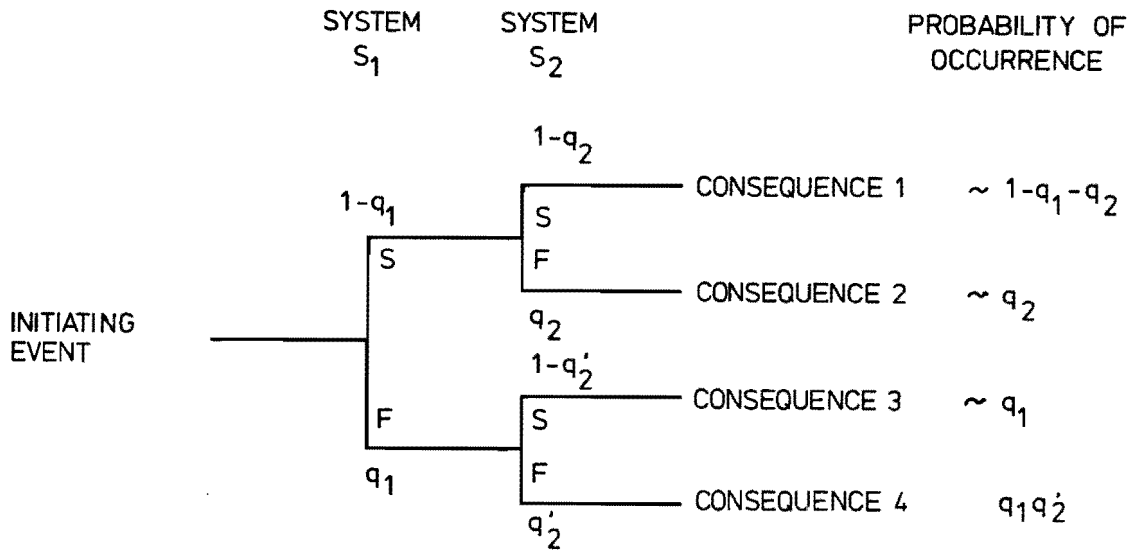 SYSTEM S₁
SYSTEM S₂
PROBABILITY OF OCCURRENCE
1-q₂
1-q₁
S
S
F
q₂
CONSEQUENCE 1 ~ 1-q₁-q₂
CONSEQUENCE 2 ~ q₂
INITIATING
EVENT
F
q₁
1-q₂′
S
F
q₂′
CONSEQUENCE 3 ~ q₁
CONSEQUENCE 4 q₁q₂′